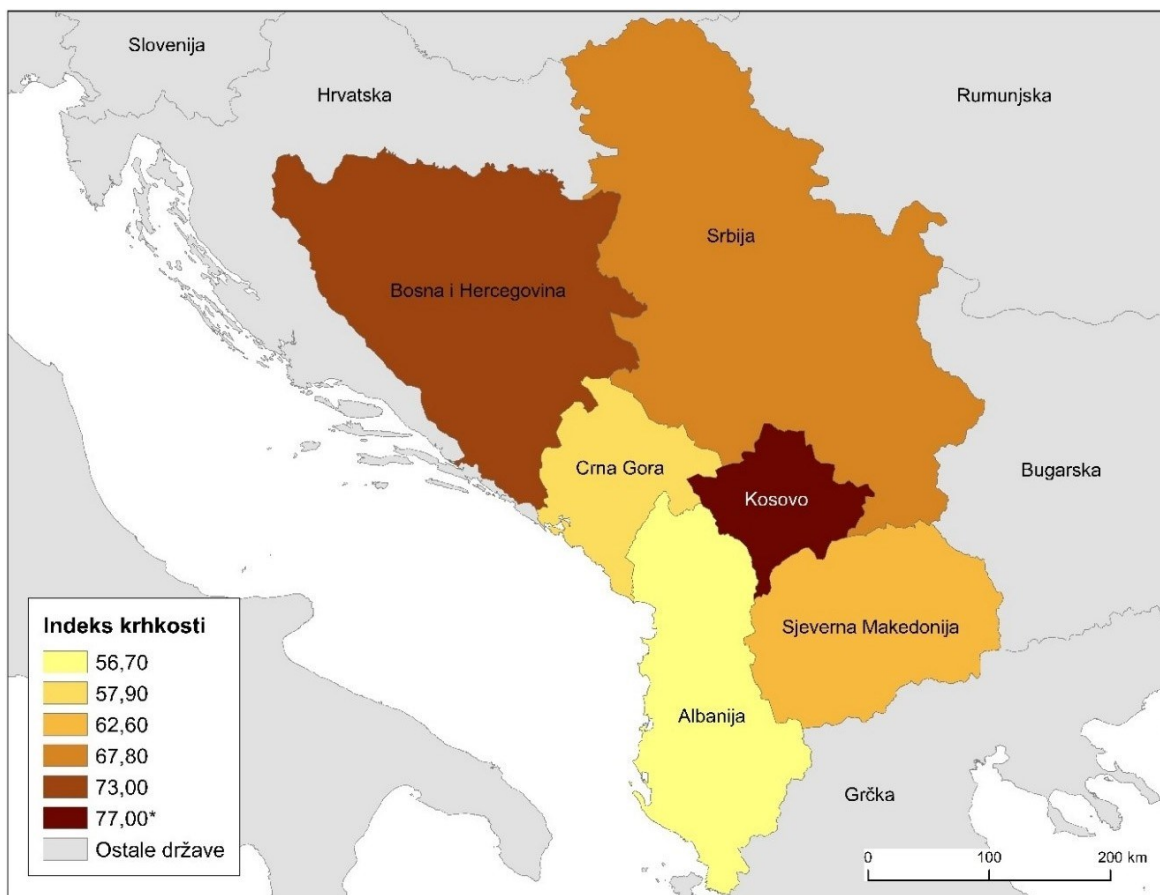 Slovenija
Hrvatska
Rumunjska
Srbija
Bosna i Hercegovina
Crna Gora
Bugarska
Kosovo
Sjeverna Makedonija
Albanija
Grčka
Indeks krhkosti
56,70
57,90
62,60
67,80
73,00
77,00*
Ostale države
0 100 200 km